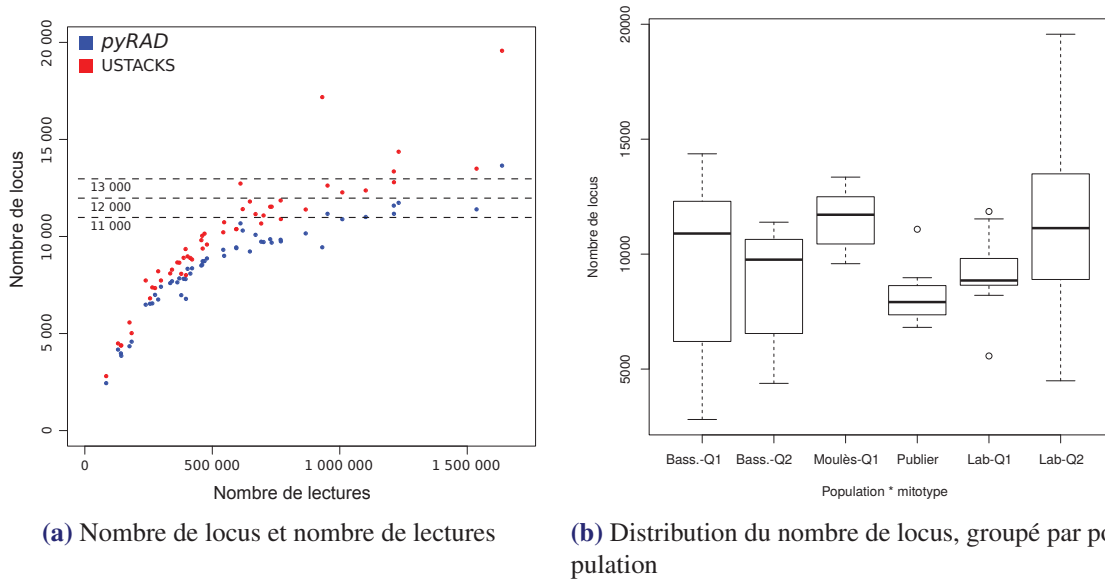 20 000
15 000
10 000
5 000
0
Nombre de locus
pyRAD
USTACKS
13 000
12 000
11 000
0
500 000
1 000 000
1 500 000
Nombre de lectures
(a) Nombre de locus et nombre de lectures
20000
15000
10000
5000
Nombre de locus
Bass.-Q1
Bass.-Q2
Moulès-Q1
Publier
Lab-Q1
Lab-Q2
Population * mitotype
(b) Distribution du nombre de locus, groupé par po
pulation